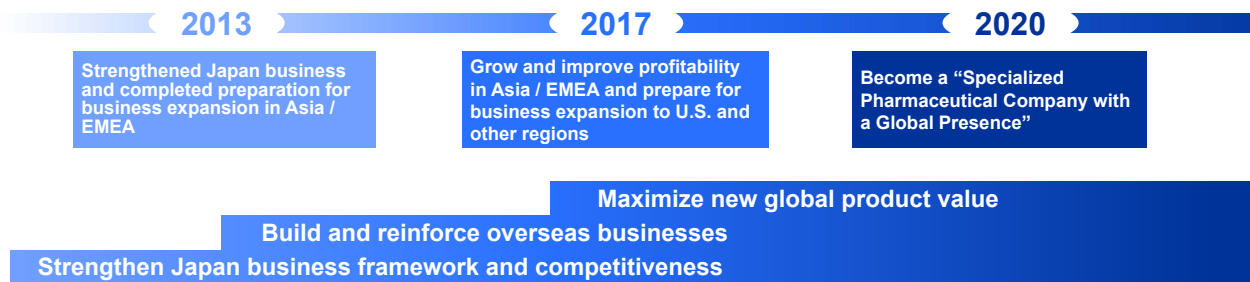 2013
2017
2020
Strengthened Japan business
and completed preparation for
business expansion in Asia /
EMEA
Grow and improve profitability
in Asia / EMEA and prepare for
business expansion to U.S. and
other regions
Become a “Specialized
Pharmaceutical Company with
a Global Presence”
Maximize new global product value
Build and reinforce overseas businesses
Strengthen Japan business framework and competitiveness